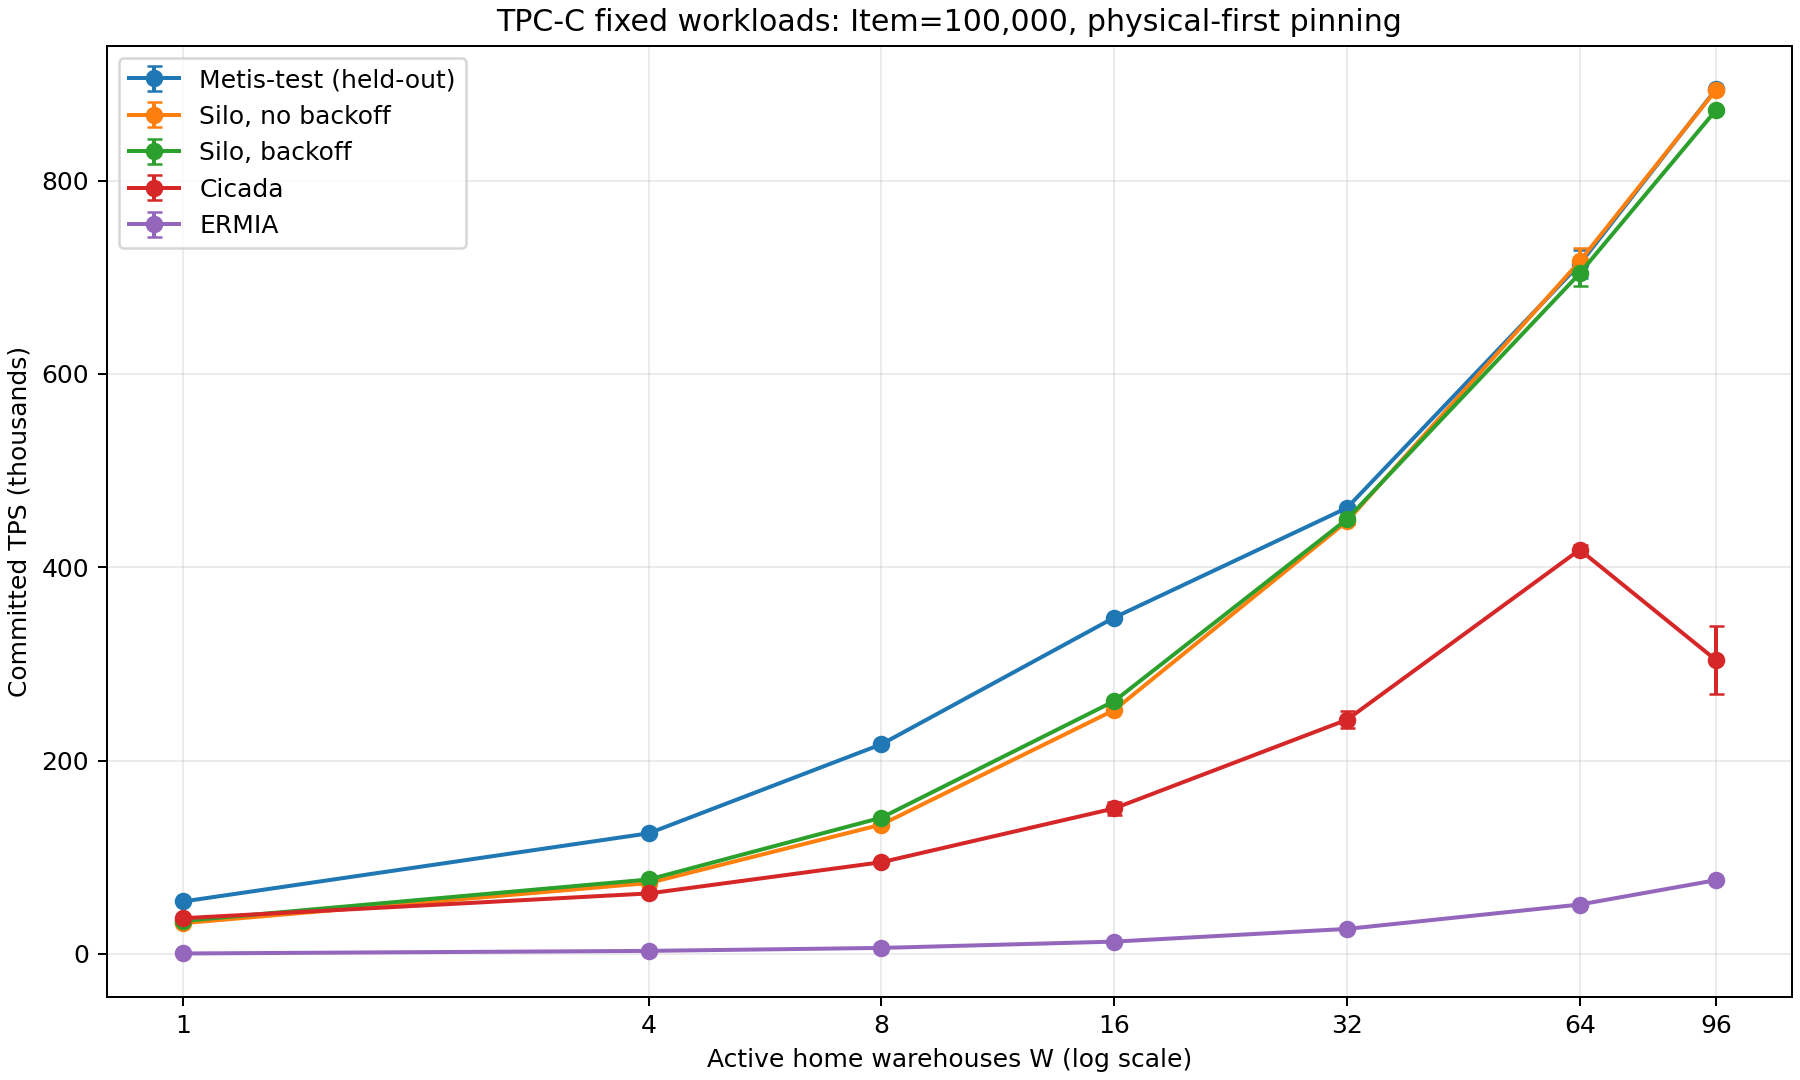 TPC-C fixed workloads: Item=100,000, physical-first pinning
Metis-test (held-out)
Silo, no backoff
Silo, backoff
Cicada
ERMIA
Committed TPS (thousands)
800
600
400
200
0
1 4 8 16 32 64 96
Active home warehouses W (log scale)